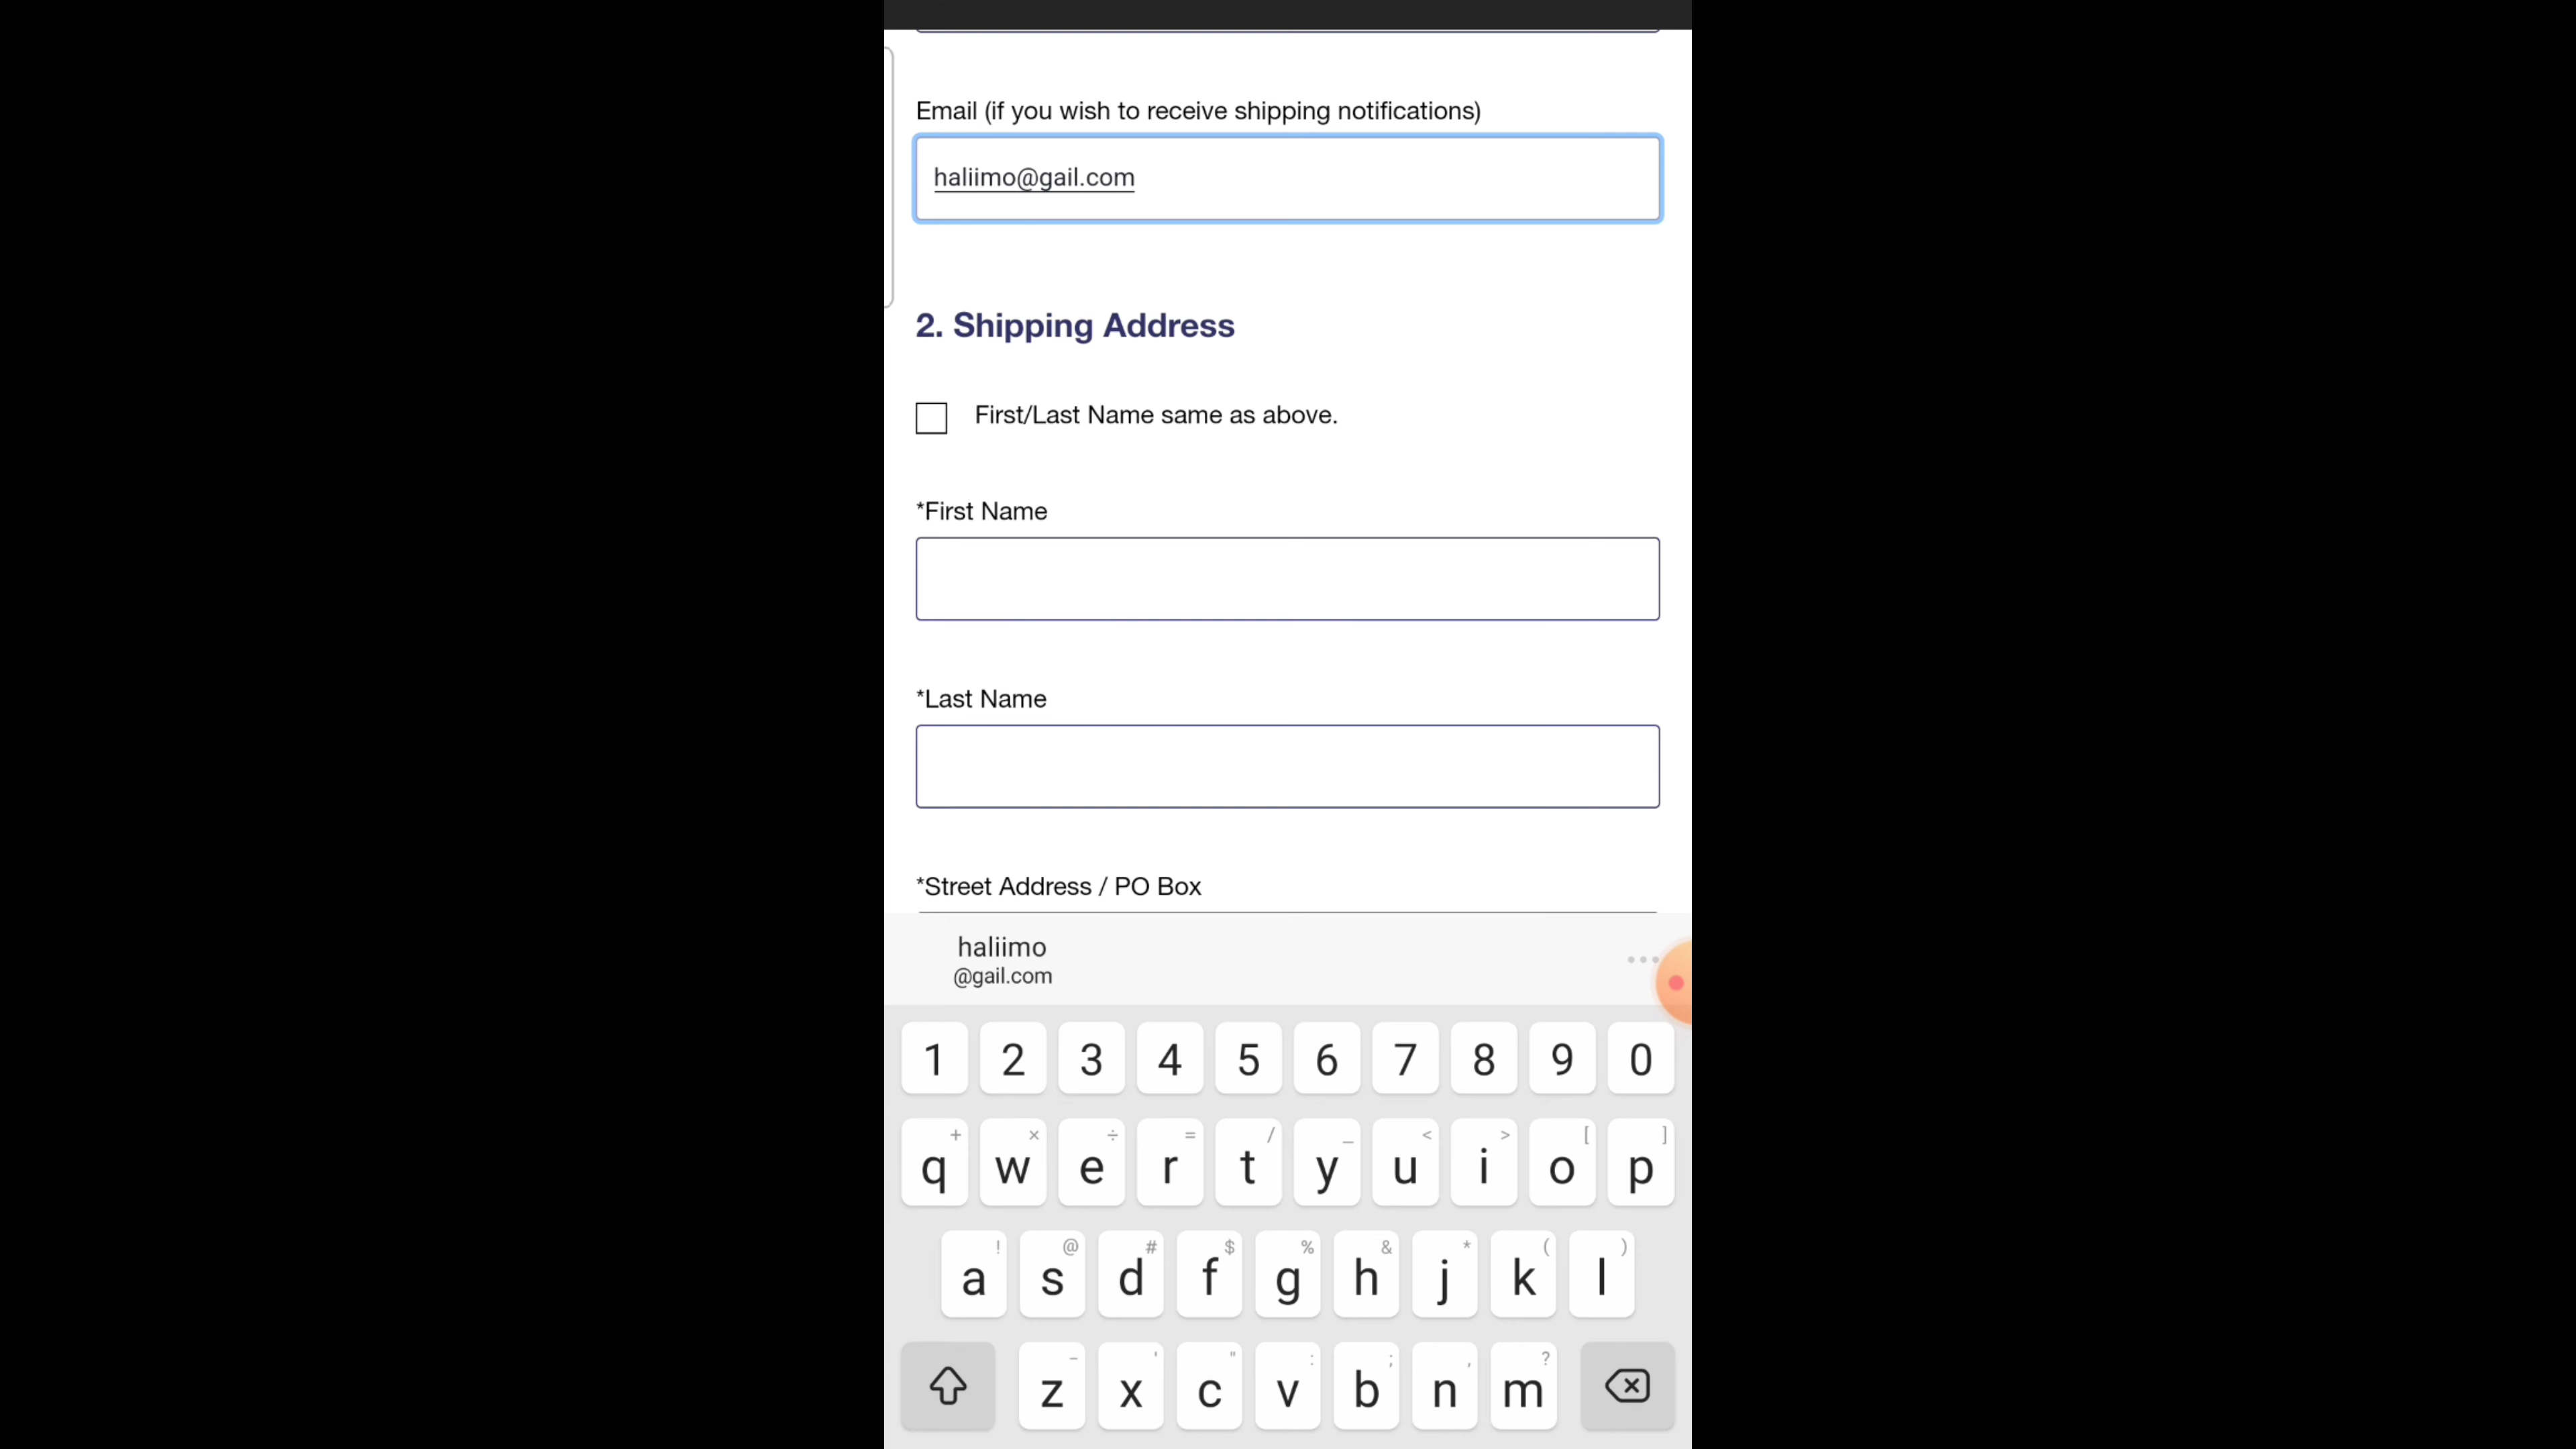 Email (if you wish to receive shipping notifications)
haliimo@gail.com
2. Shipping Address
First/Last Name same as above.
*First Name
*Last Name
*Street Address / PO Box
haliimo
@gail.com
1 2 3 4 5 6 7 8 9 0
+ × ÷ = / _ < > [ ]
q w e r t y u i o p
! @ # $ % & * ( )
a s d f g h j k l
- ' " : ; , ?
z x c v b n m